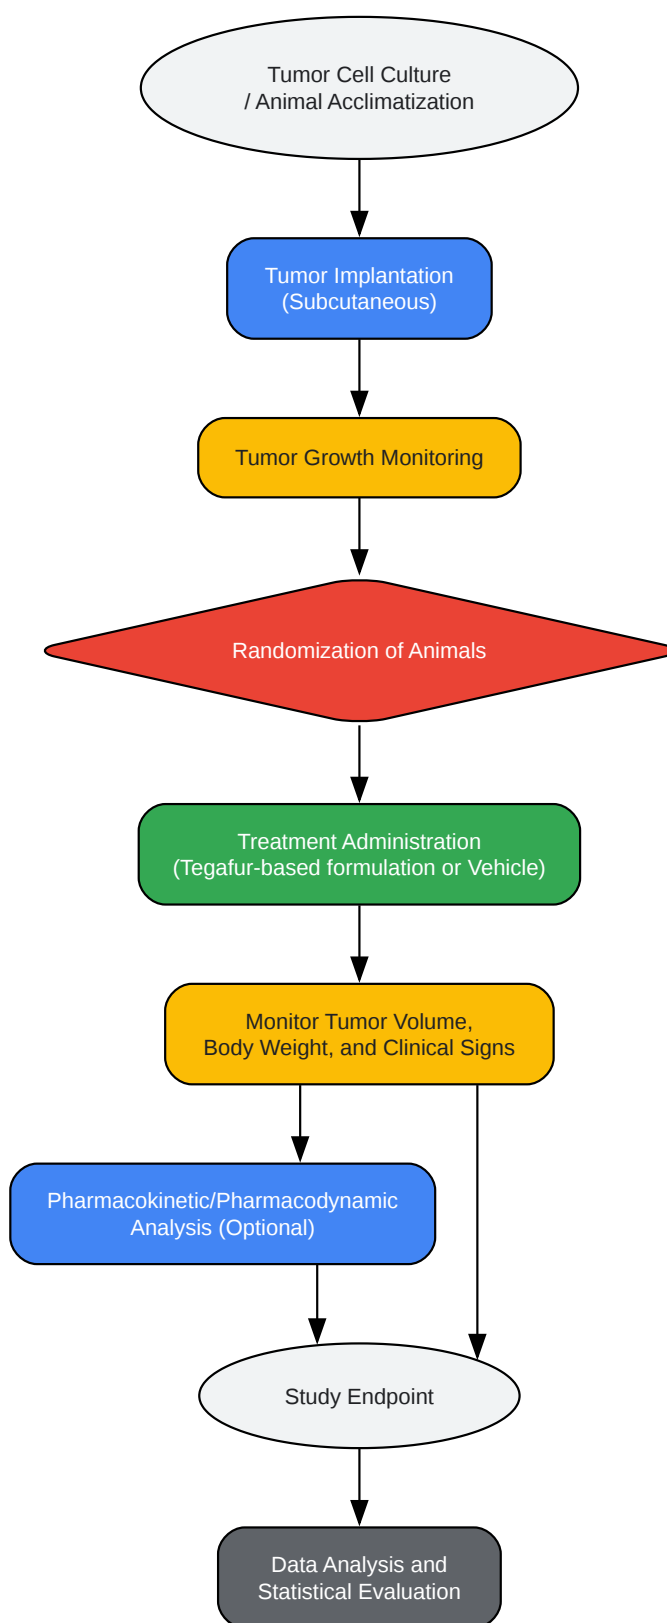 Tumor Cell Culture
/ Animal Acclimatization
Tumor Implantation
(Subcutaneous)
Tumor Growth Monitoring
Randomization of Animals
Treatment Administration
(Tegafur-based formulation or Vehicle)
Monitor Tumor Volume,
Body Weight, and Clinical Signs
Pharmacokinetic/Pharmacodynamic
Analysis (Optional)
Study Endpoint
Data Analysis and
Statistical Evaluation